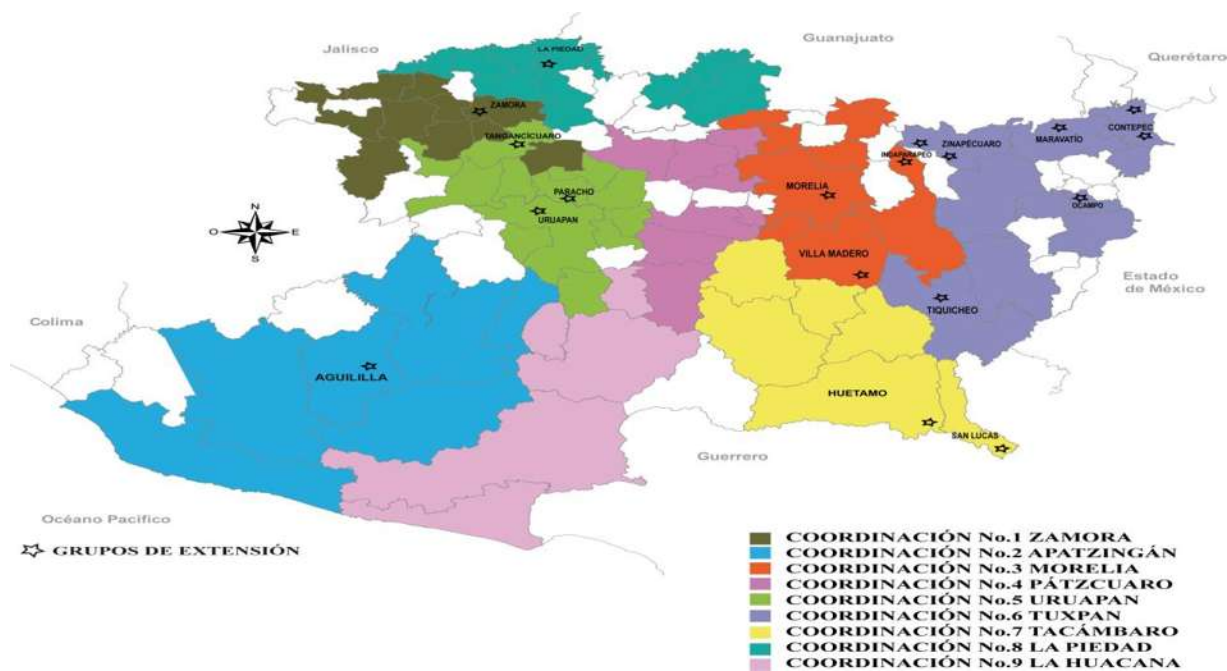 Guanajuato
Jalisco
LA PIEDAD
Querétaro
ZAMORA
CONTEPEC
TANGANCÍCUARO
ZINAPÉCUARO
MARAVATÍO
INDAPARAPEO
PARACHO
MORELIA
OCAMPO
URUAPAN
N
O
E
S
VILLA MADERO
Estado
de México
TIQUICHEO
Colima
AGUILILLA
HUETAMO
SAN LUCAS
Guerrero
Océano Pacífico
GRUPOS DE EXTENSIÓN
COORDINACIÓN No.1 ZAMORA
COORDINACIÓN No.2 APATZINGÁN
COORDINACIÓN No.3 MORELIA
COORDINACIÓN No.4 PÁTZCUARO
COORDINACIÓN No.5 URUAPAN
COORDINACIÓN No.6 TUXPAN
COORDINACIÓN No.7 TACÁMBARO
COORDINACIÓN No.8 LA PIEDAD
COORDINACIÓN No.9 LA HUACANA